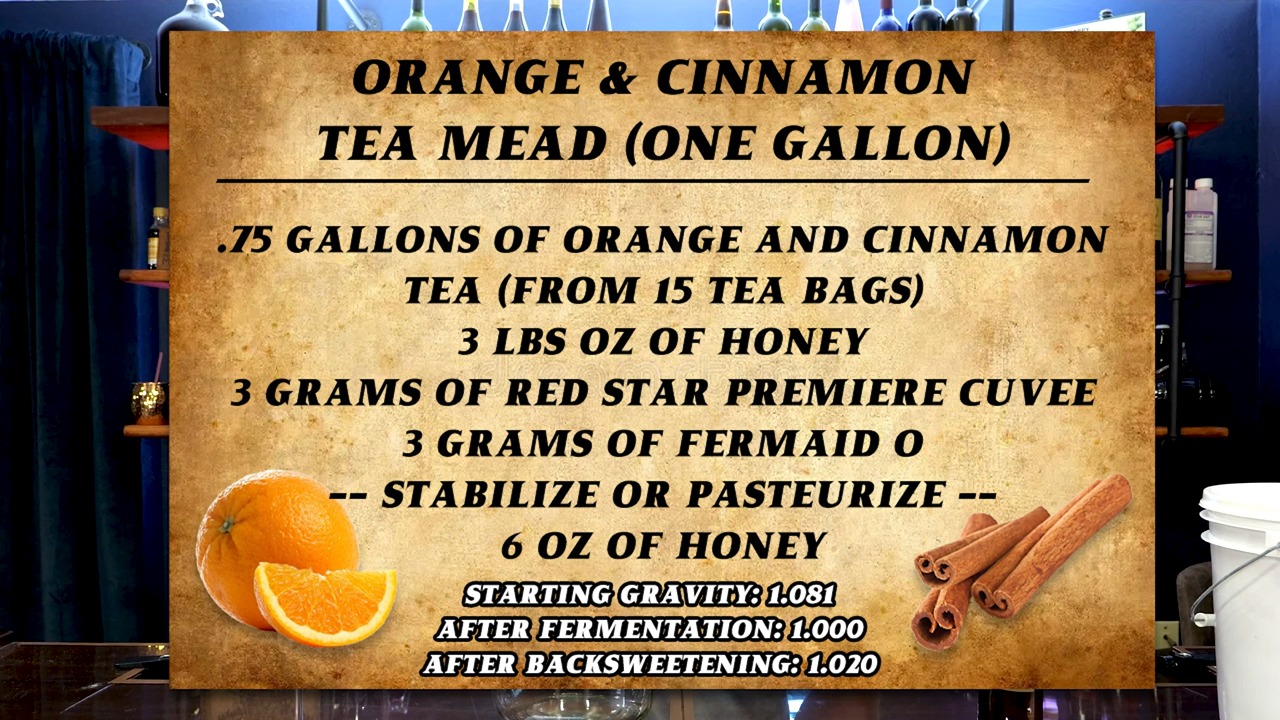 ORANGE & CINNAMON
TEA MEAD (ONE GALLON)
.75 GALLONS OF ORANGE AND CINNAMON
TEA (FROM 15 TEA BAGS)
3 LBS OZ OF HONEY
3 GRAMS OF RED STAR PREMIERE CUVEE
3 GRAMS OF FERMAID O
-- STABILIZE OR PASTEURIZE --
6 OZ OF HONEY
STARTING GRAVITY: 1.081
AFTER FERMENTATION: 1.000
AFTER BACKSWEETENING: 1.020